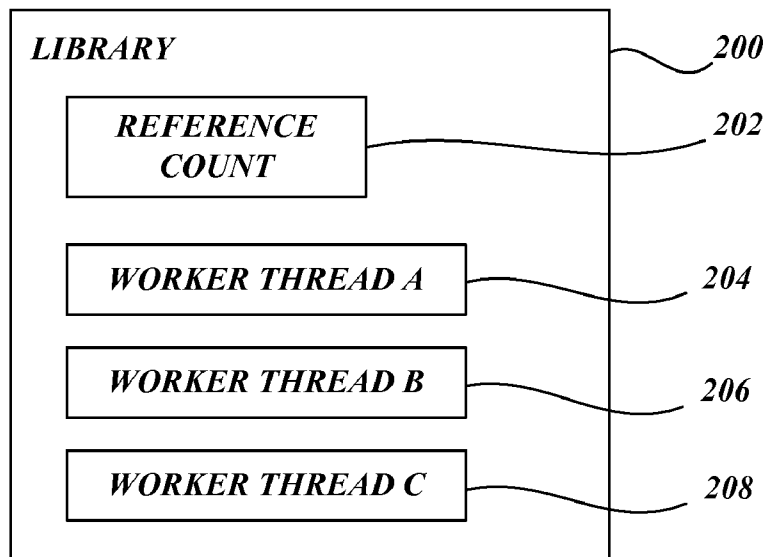 LIBRARY
200
REFERENCE
COUNT
202
WORKER THREAD A
204
WORKER THREAD B
206
WORKER THREAD C
208